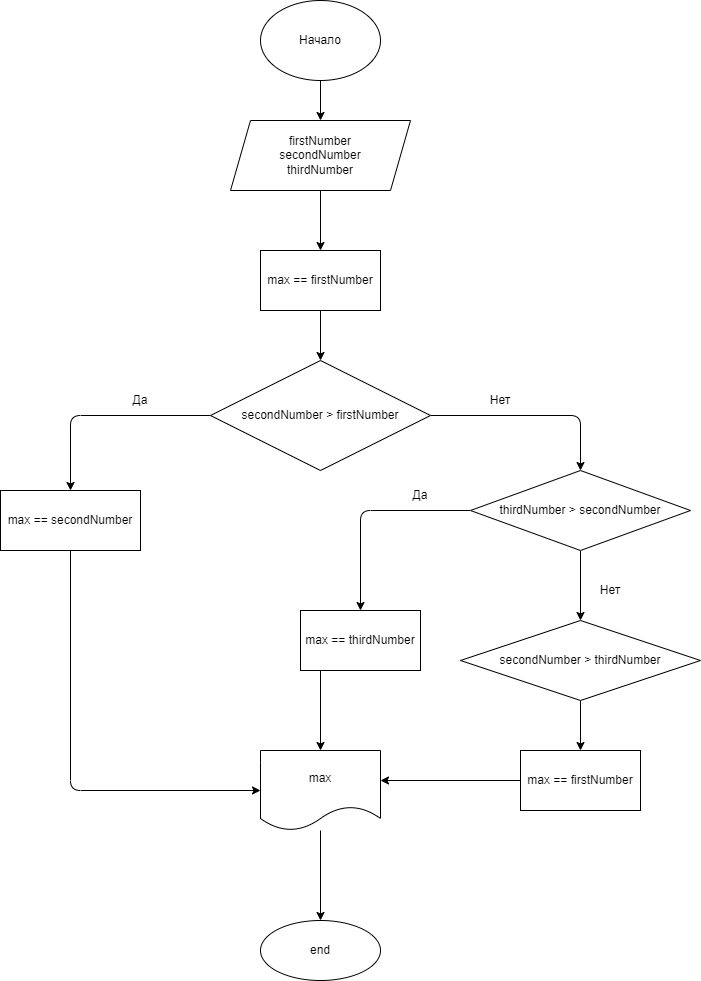 Начало
firstNumber
secondNumber
thirdNumber
max == firstNumber
Да
Нет
secondNumber > firstNumber
Да
thirdNumber > secondNumber
max == secondNumber
Нет
max == thirdNumber
secondNumber > thirdNumber
max
max == firstNumber
end